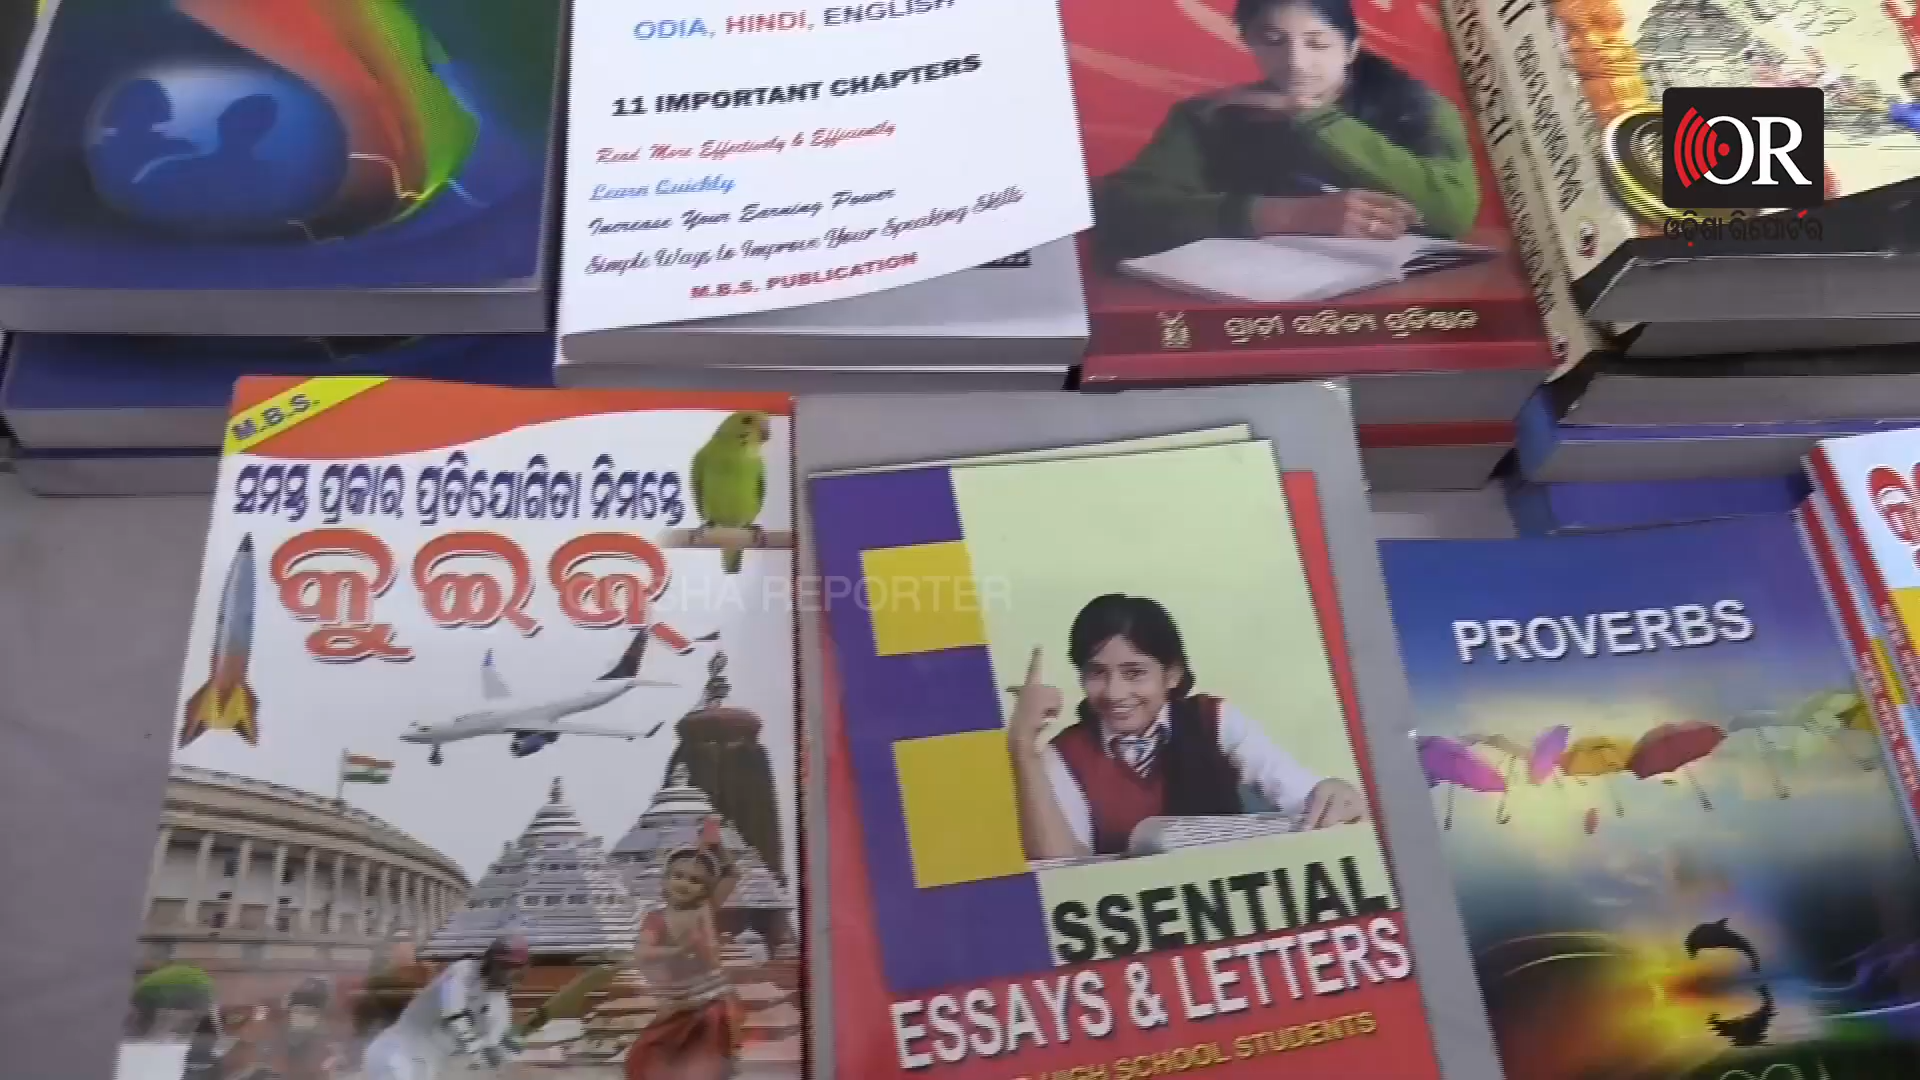 ODIA, HINDI, ENGLISH
11 IMPORTANT CHAPTERS
Read More Effectively & Efficiently
Learn Quickly
Increase Your Earning Power
Simple Ways to Improve Your Speaking Skills
M.B.S. PUBLICATION
ପ୍ରାଚୀ ସାହିତ୍ୟ ପ୍ରତିଷ୍ଠାନ
OR
ଓଡ଼ିଶା ରିପୋର୍ଟର
M.B.S.
ସମସ୍ତ ପ୍ରକାର ପ୍ରତିଯୋଗିତା ନିମନ୍ତେ
କୁଇଜ୍
ODISHA REPORTER
SSENTIAL
ESSAYS & LETTERS
HIGH SCHOOL STUDENTS
PROVERBS